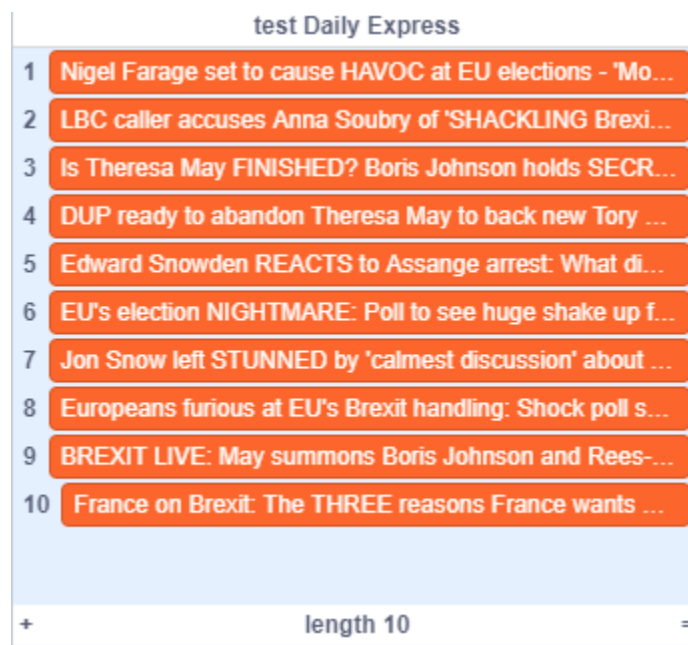 test Daily Express
1 Nigel Farage set to cause HAVOC at EU elections - 'Mo...
2 LBC caller accuses Anna Soubry of 'SHACKLING Brexi...
3 Is Theresa May FINISHED? Boris Johnson holds SECR...
4 DUP ready to abandon Theresa May to back new Tory ...
5 Edward Snowden REACTS to Assange arrest: What di...
6 EU's election NIGHTMARE: Poll to see huge shake up f...
7 Jon Snow left STUNNED by 'calmest discussion' about ...
8 Europeans furious at EU's Brexit handling: Shock poll s...
9 BREXIT LIVE: May summons Boris Johnson and Rees-...
10 France on Brexit: The THREE reasons France wants ...
+ length 10 =